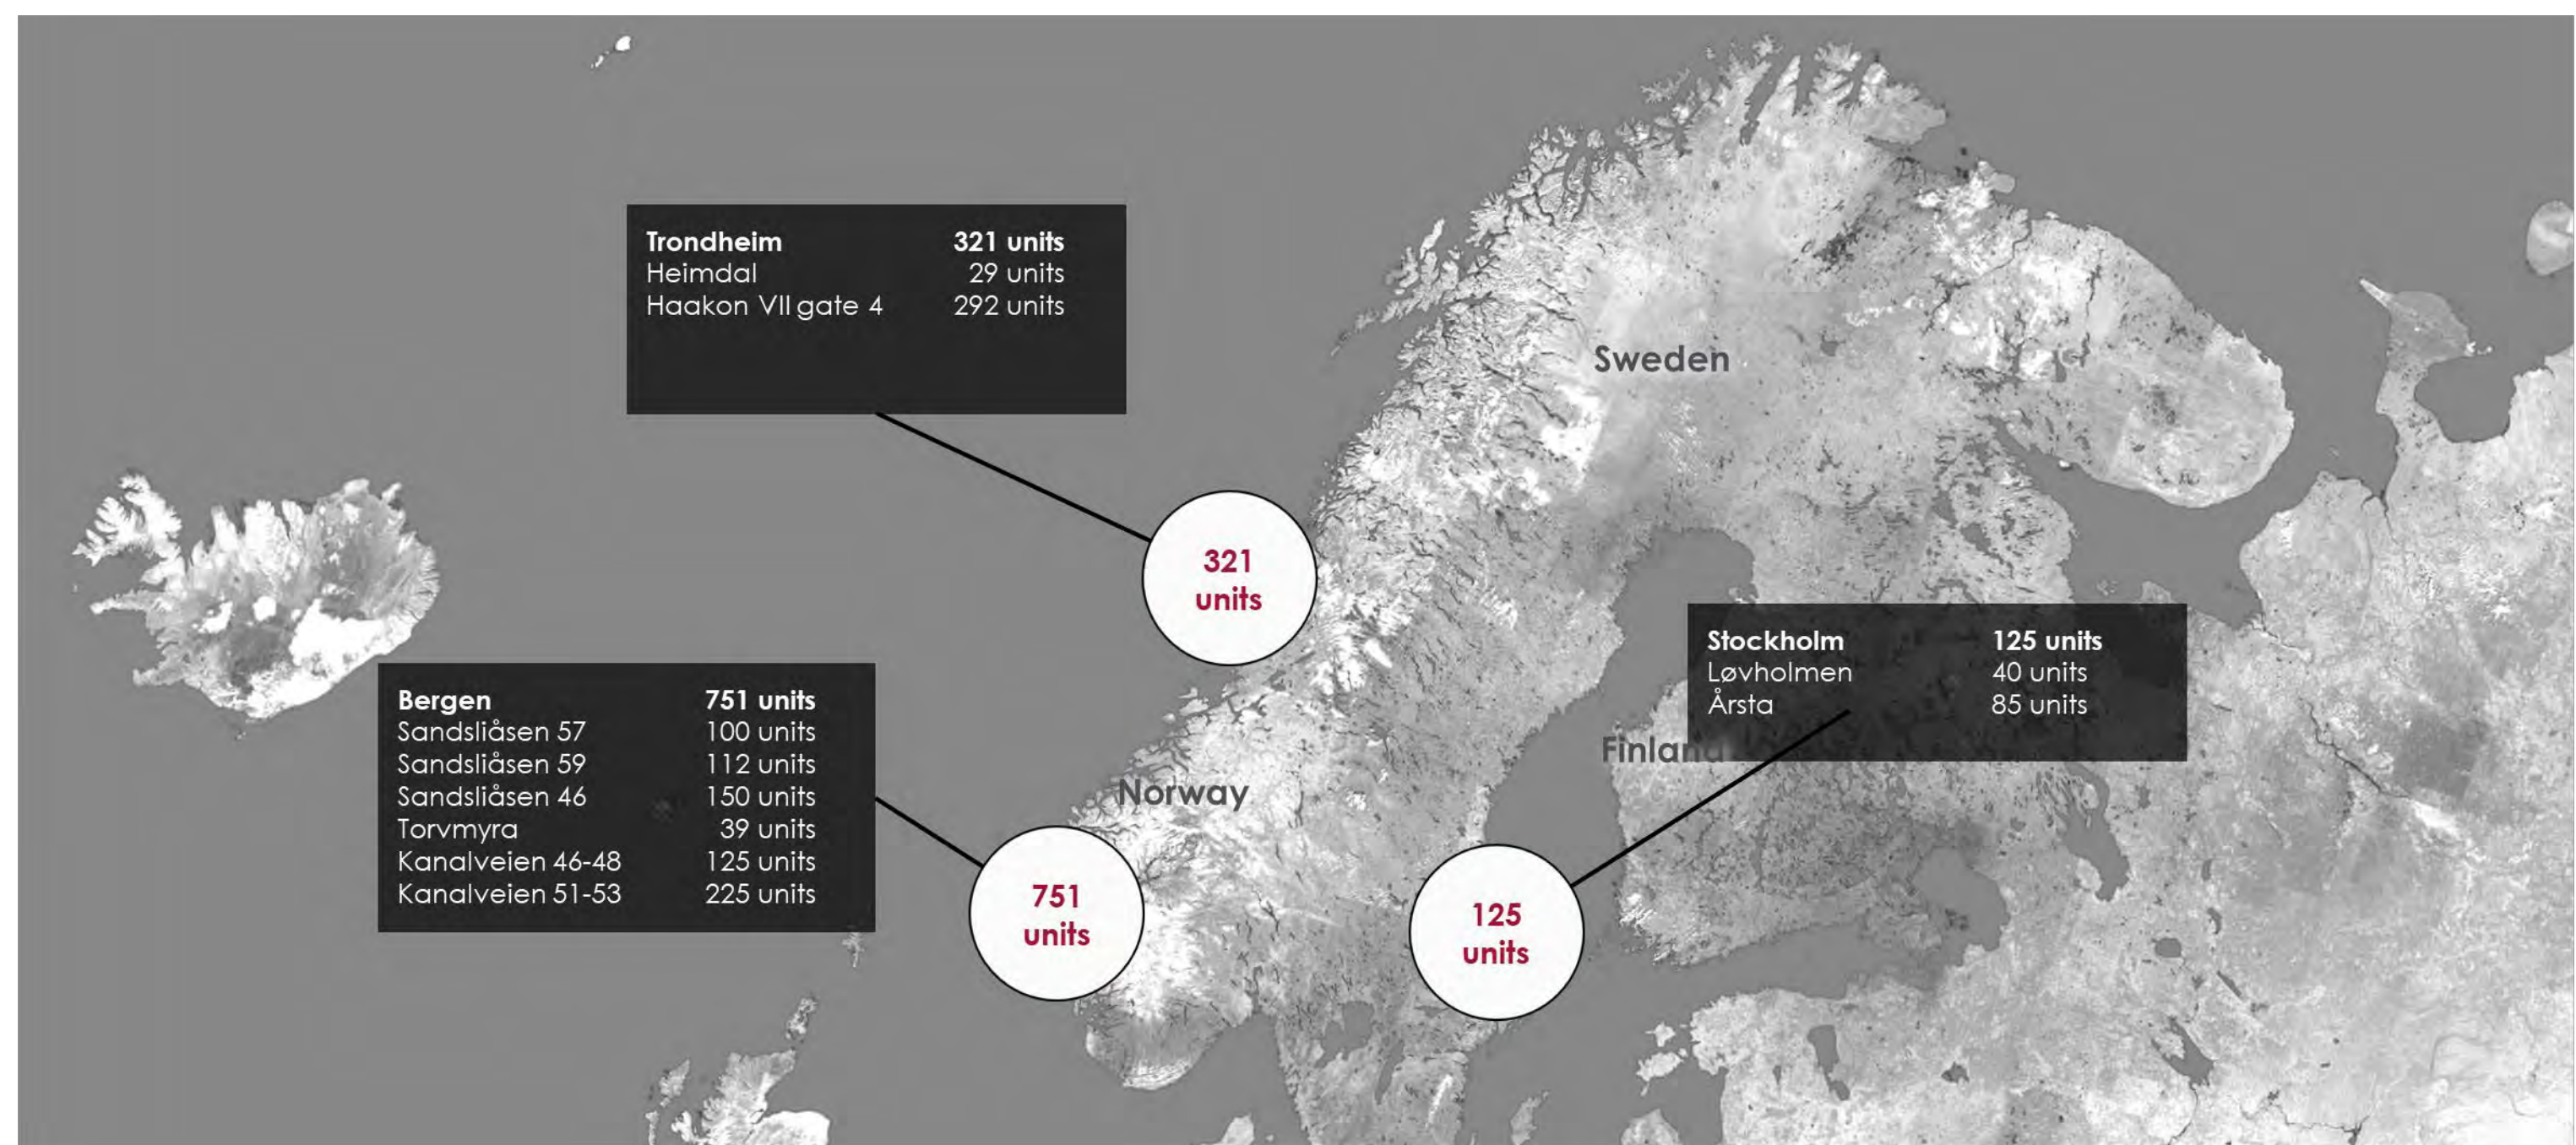 Trondheim 321 units
Heimdal 29 units
Haakon VII gate 4 292 units
Sweden
321
units
Stockholm 125 units
Løvholmen 40 units
Årsta 85 units
Finland
Bergen 751 units
Sandsliåsen 57 100 units
Sandsliåsen 59 112 units
Sandsliåsen 46 150 units
Torvmyra 39 units
Kanalveien 46-48 125 units
Kanalveien 51-53 225 units
Norway
751
units
125
units